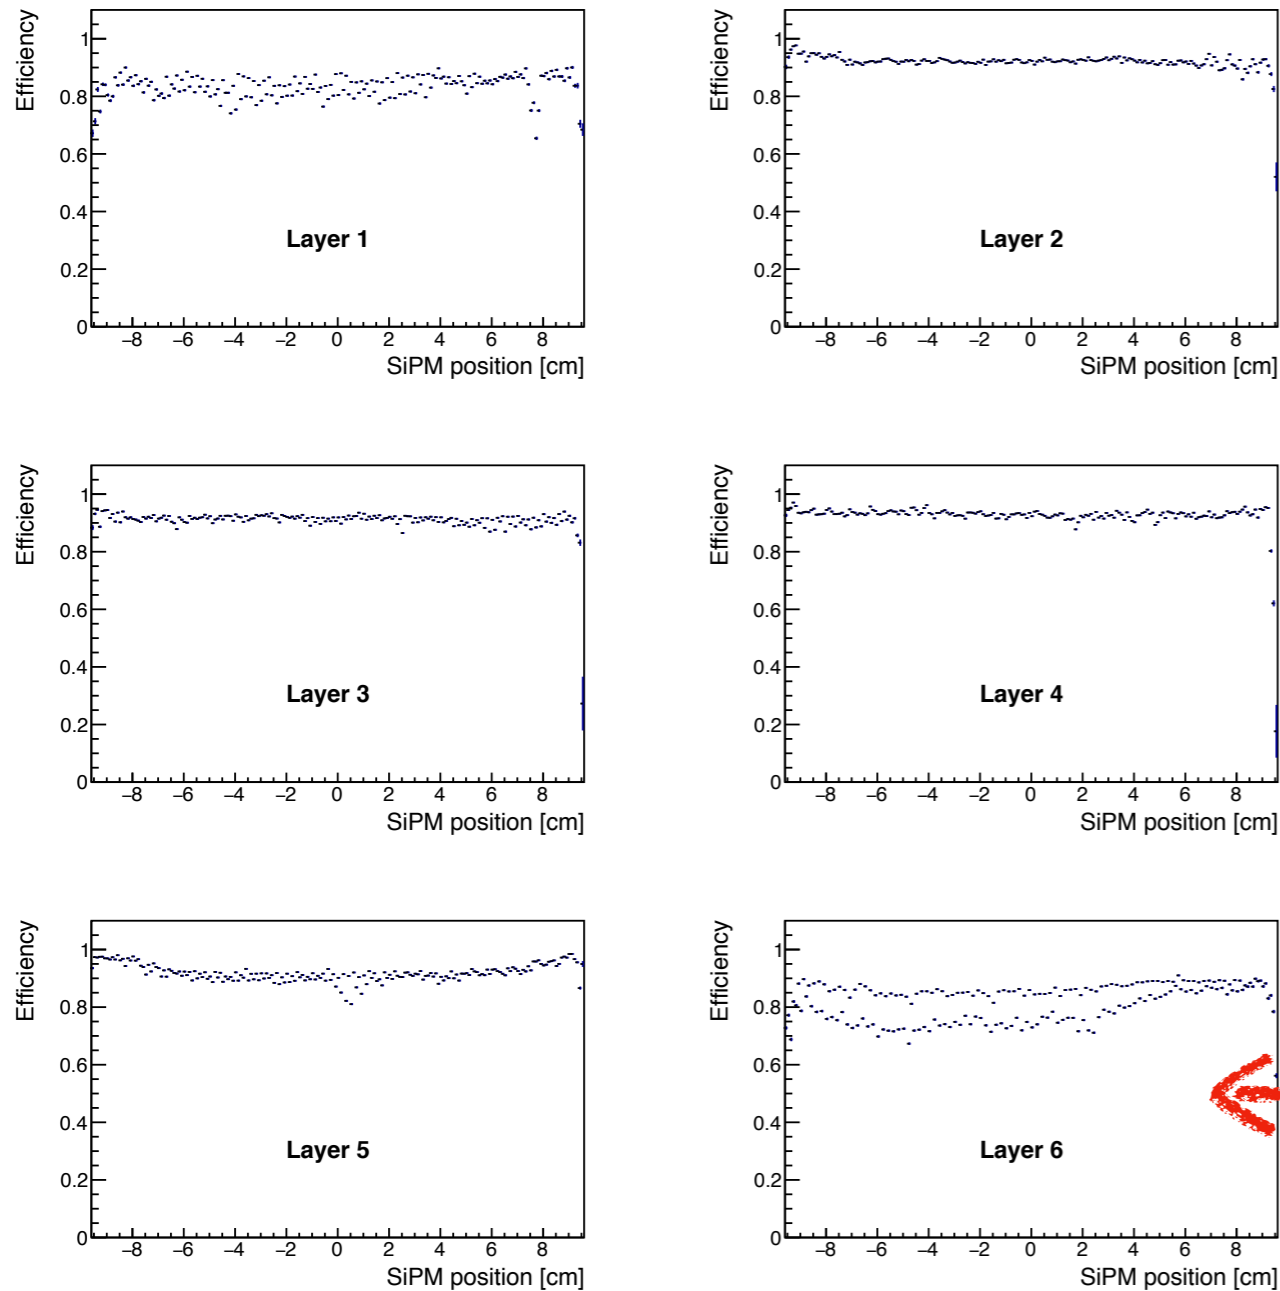 Efficiency
1
0.8
0.6
0.4
0.2
0
Layer 1
−8 −6 −4 −2 0 2 4 6 8
SiPM position [cm]
Efficiency
1
0.8
0.6
0.4
0.2
0
Layer 2
−8 −6 −4 −2 0 2 4 6 8
SiPM position [cm]
Efficiency
1
0.8
0.6
0.4
0.2
0
Layer 3
−8 −6 −4 −2 0 2 4 6 8
SiPM position [cm]
Efficiency
1
0.8
0.6
0.4
0.2
0
Layer 4
−8 −6 −4 −2 0 2 4 6 8
SiPM position [cm]
Efficiency
1
0.8
0.6
0.4
0.2
0
Layer 5
−8 −6 −4 −2 0 2 4 6 8
SiPM position [cm]
Efficiency
1
0.8
0.6
0.4
0.2
0
Layer 6
−8 −6 −4 −2 0 2 4 6 8
SiPM position [cm]